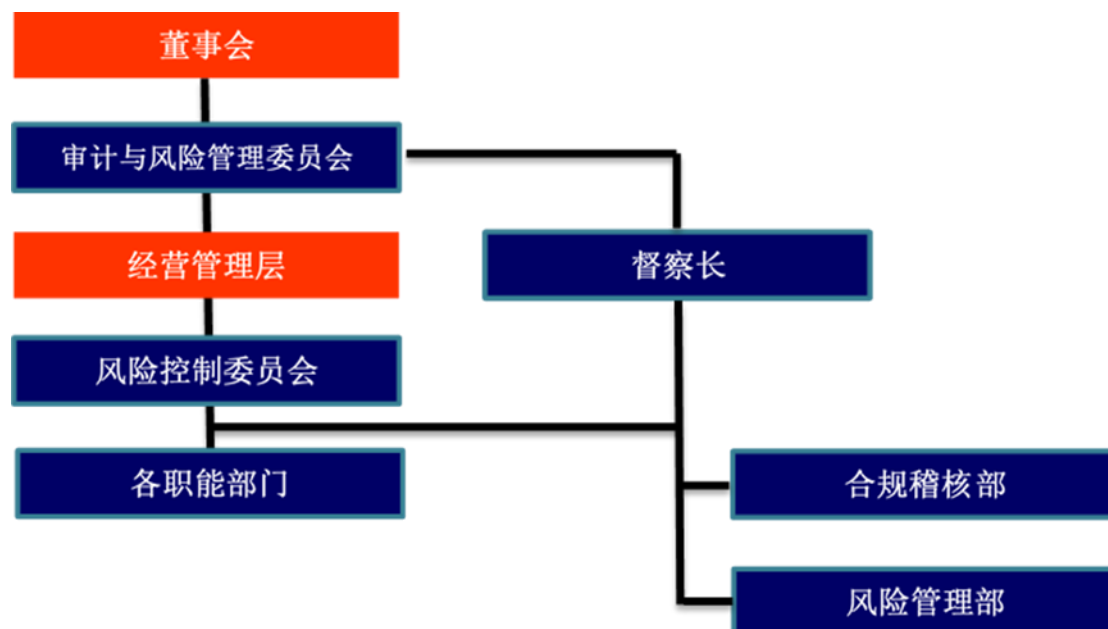 董事会
审计与风险管理委员会
经营管理层
督察长
风险控制委员会
各职能部门
合规稽核部
风险管理部